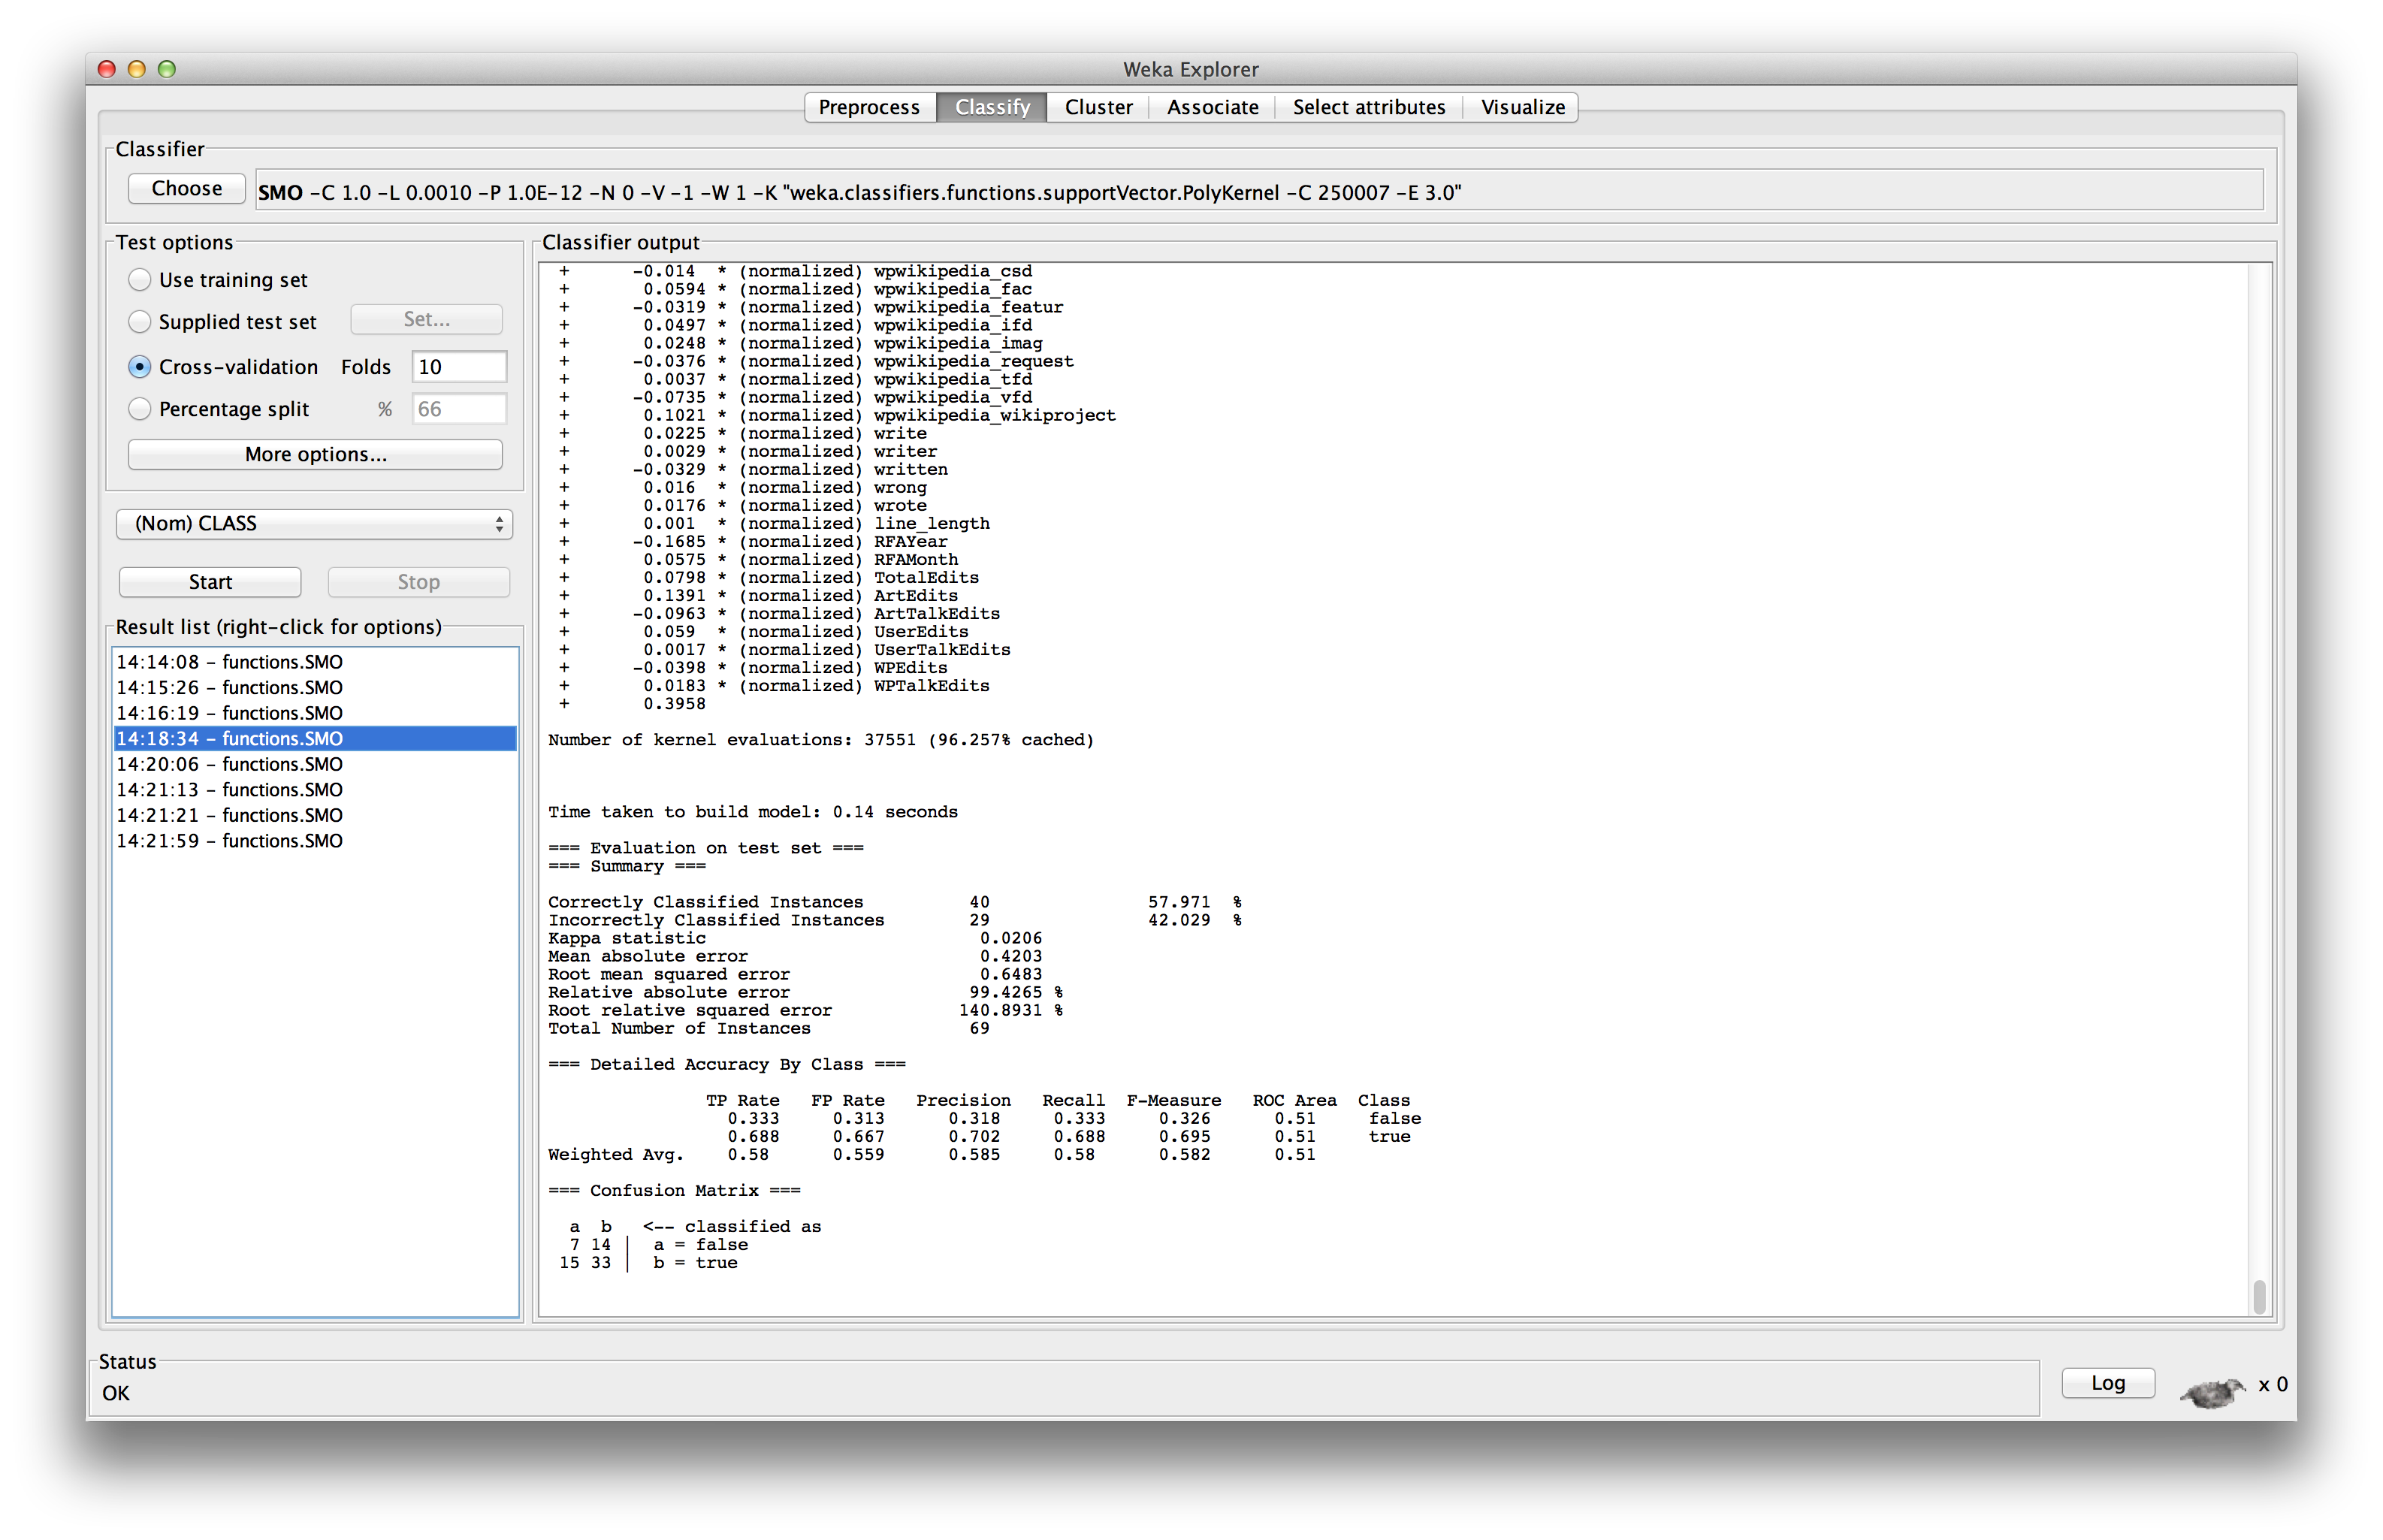 Weka Explorer
Preprocess Classify Cluster Associate Select attributes Visualize
Classifier
Choose SMO -C 1.0 -L 0.0010 -P 1.0E-12 -N 0 -V -1 -W 1 -K "weka.classifiers.functions.supportVector.PolyKernel -C 250007 -E 3.0"
Test options
Use training set
Supplied test set Set...
Cross-validation Folds 10
Percentage split % 66
More options...
(Nom) CLASS
Start Stop
Result list (right-click for options)
14:14:08 - functions.SMO
14:15:26 - functions.SMO
14:16:19 - functions.SMO
14:18:34 - functions.SMO
14:20:06 - functions.SMO
14:21:13 - functions.SMO
14:21:21 - functions.SMO
14:21:59 - functions.SMO
Classifier output
+ -0.014 * (normalized) wpwikipedia_csd
+ 0.0594 * (normalized) wpwikipedia_fac
+ -0.0319 * (normalized) wpwikipedia_featur
+ 0.0497 * (normalized) wpwikipedia_ifd
+ 0.0248 * (normalized) wpwikipedia_imag
+ -0.0376 * (normalized) wpwikipedia_request
+ 0.0037 * (normalized) wpwikipedia_tfd
+ -0.0735 * (normalized) wpwikipedia_vfd
+ 0.1021 * (normalized) wpwikipedia_wikiproject
+ 0.0225 * (normalized) write
+ 0.0029 * (normalized) writer
+ -0.0329 * (normalized) written
+ 0.016 * (normalized) wrong
+ 0.0176 * (normalized) wrote
+ 0.001 * (normalized) line_length
+ -0.1685 * (normalized) RFAYear
+ 0.0575 * (normalized) RFAMonth
+ 0.0798 * (normalized) TotalEdits
+ 0.1391 * (normalized) ArtEdits
+ -0.0963 * (normalized) ArtTalkEdits
+ 0.059 * (normalized) UserEdits
+ 0.0017 * (normalized) UserTalkEdits
+ -0.0398 * (normalized) WPEdits
+ 0.0183 * (normalized) WPTalkEdits
+ 0.3958
Number of kernel evaluations: 37551 (96.257% cached)
Time taken to build model: 0.14 seconds
=== Evaluation on test set ===
=== Summary ===
Correctly Classified Instances 40 57.971 %
Incorrectly Classified Instances 29 42.029 %
Kappa statistic 0.0206
Mean absolute error 0.4203
Root mean squared error 0.6483
Relative absolute error 99.4265 %
Root relative squared error 140.8931 %
Total Number of Instances 69
=== Detailed Accuracy By Class ===
TP Rate FP Rate Precision Recall F-Measure ROC Area Class
0.333 0.313 0.318 0.333 0.326 0.51 false
0.688 0.667 0.702 0.688 0.695 0.51 true
Weighted Avg. 0.58 0.559 0.585 0.58 0.582 0.51
=== Confusion Matrix ===
a b <-- classified as
7 14 | a = false
15 33 | b = true
Status
OK
Log x 0